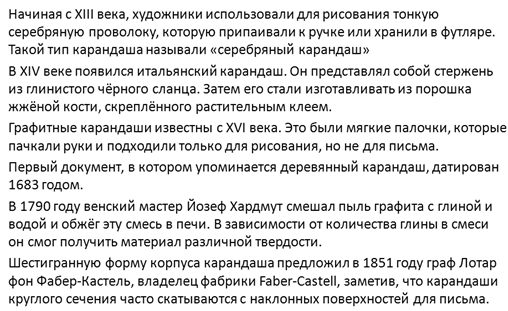 Начиная с XIII века, художники использовали для рисования тонкую
серебряную проволоку, которую припаивали к ручке или хранили в футляре.
Такой тип карандаша называли «серебряный карандаш»
В XIV веке появился итальянский карандаш. Он представлял собой стержень
из глинистого чёрного сланца. Затем его стали изготавливать из порошка
жжёной кости, скреплённого растительным клеем.
Графитные карандаши известны с XVI века. Это были мягкие палочки, которые
пачкали руки и подходили только для рисования, но не для письма.
Первый документ, в котором упоминается деревянный карандаш, датирован
1683 годом.
В 1790 году венский мастер Йозеф Хардмут смешал пыль графита с глиной и
водой и обжёг эту смесь в печи. В зависимости от количества глины в смеси
он смог получить материал различной твердости.
Шестигранную форму корпуса карандаша предложил в 1851 году граф Лотар
фон Фабер-Кастель, владелец фабрики Faber-Castell, заметив, что карандаши
круглого сечения часто скатываются с наклонных поверхностей для письма.